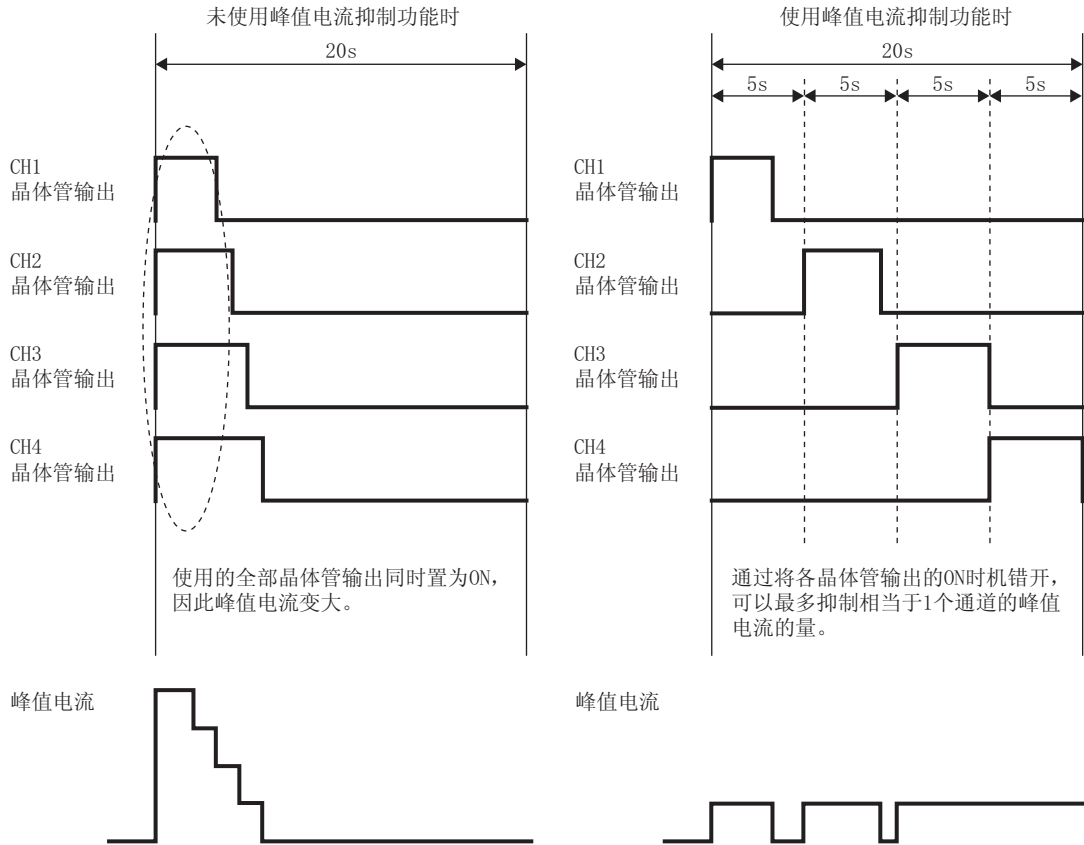 未使用峰值电流抑制功能时
20s
CH1
晶体管输出
CH2
晶体管输出
CH3
晶体管输出
CH4
晶体管输出
使用的全部晶体管输出同时置为ON，
因此峰值电流变大。
峰值电流
使用峰值电流抑制功能时
20s
5s 5s 5s 5s
CH1
晶体管输出
CH2
晶体管输出
CH3
晶体管输出
CH4
晶体管输出
通过将各晶体管输出的ON时机错开，
可以最多抑制相当于1个通道的峰值
电流的量。
峰值电流